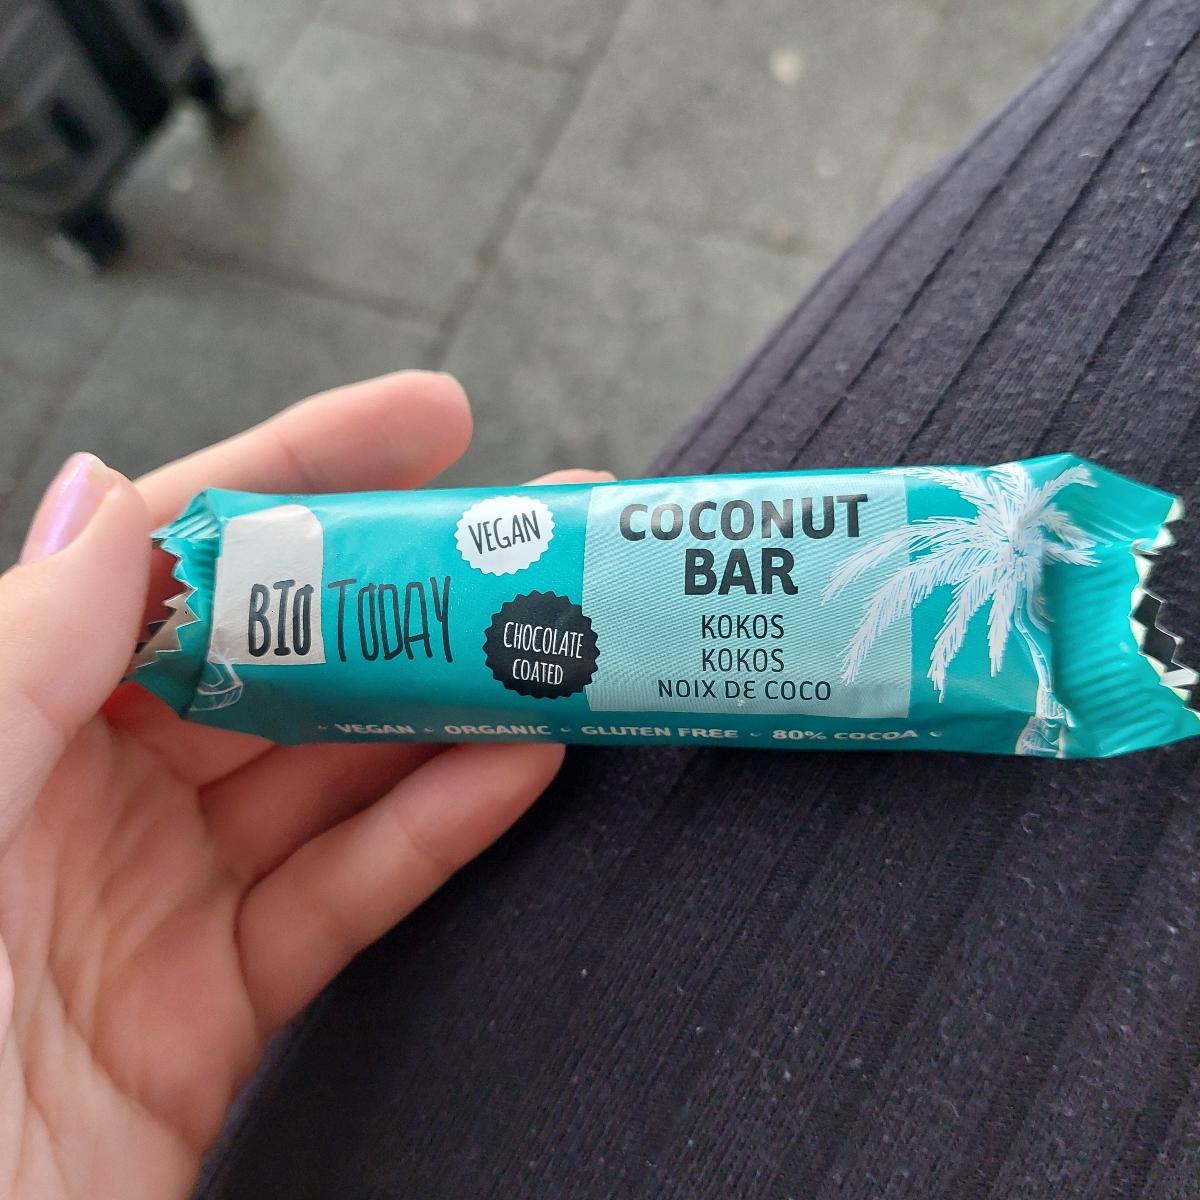 BIO TODAY
VEGAN
CHOCOLATE
COATED
COCONUT
BAR
KOKOS
KOKOS
NOIX DE COCO
VEGAN ORGANIC GLUTEN FREE 80% COCOA